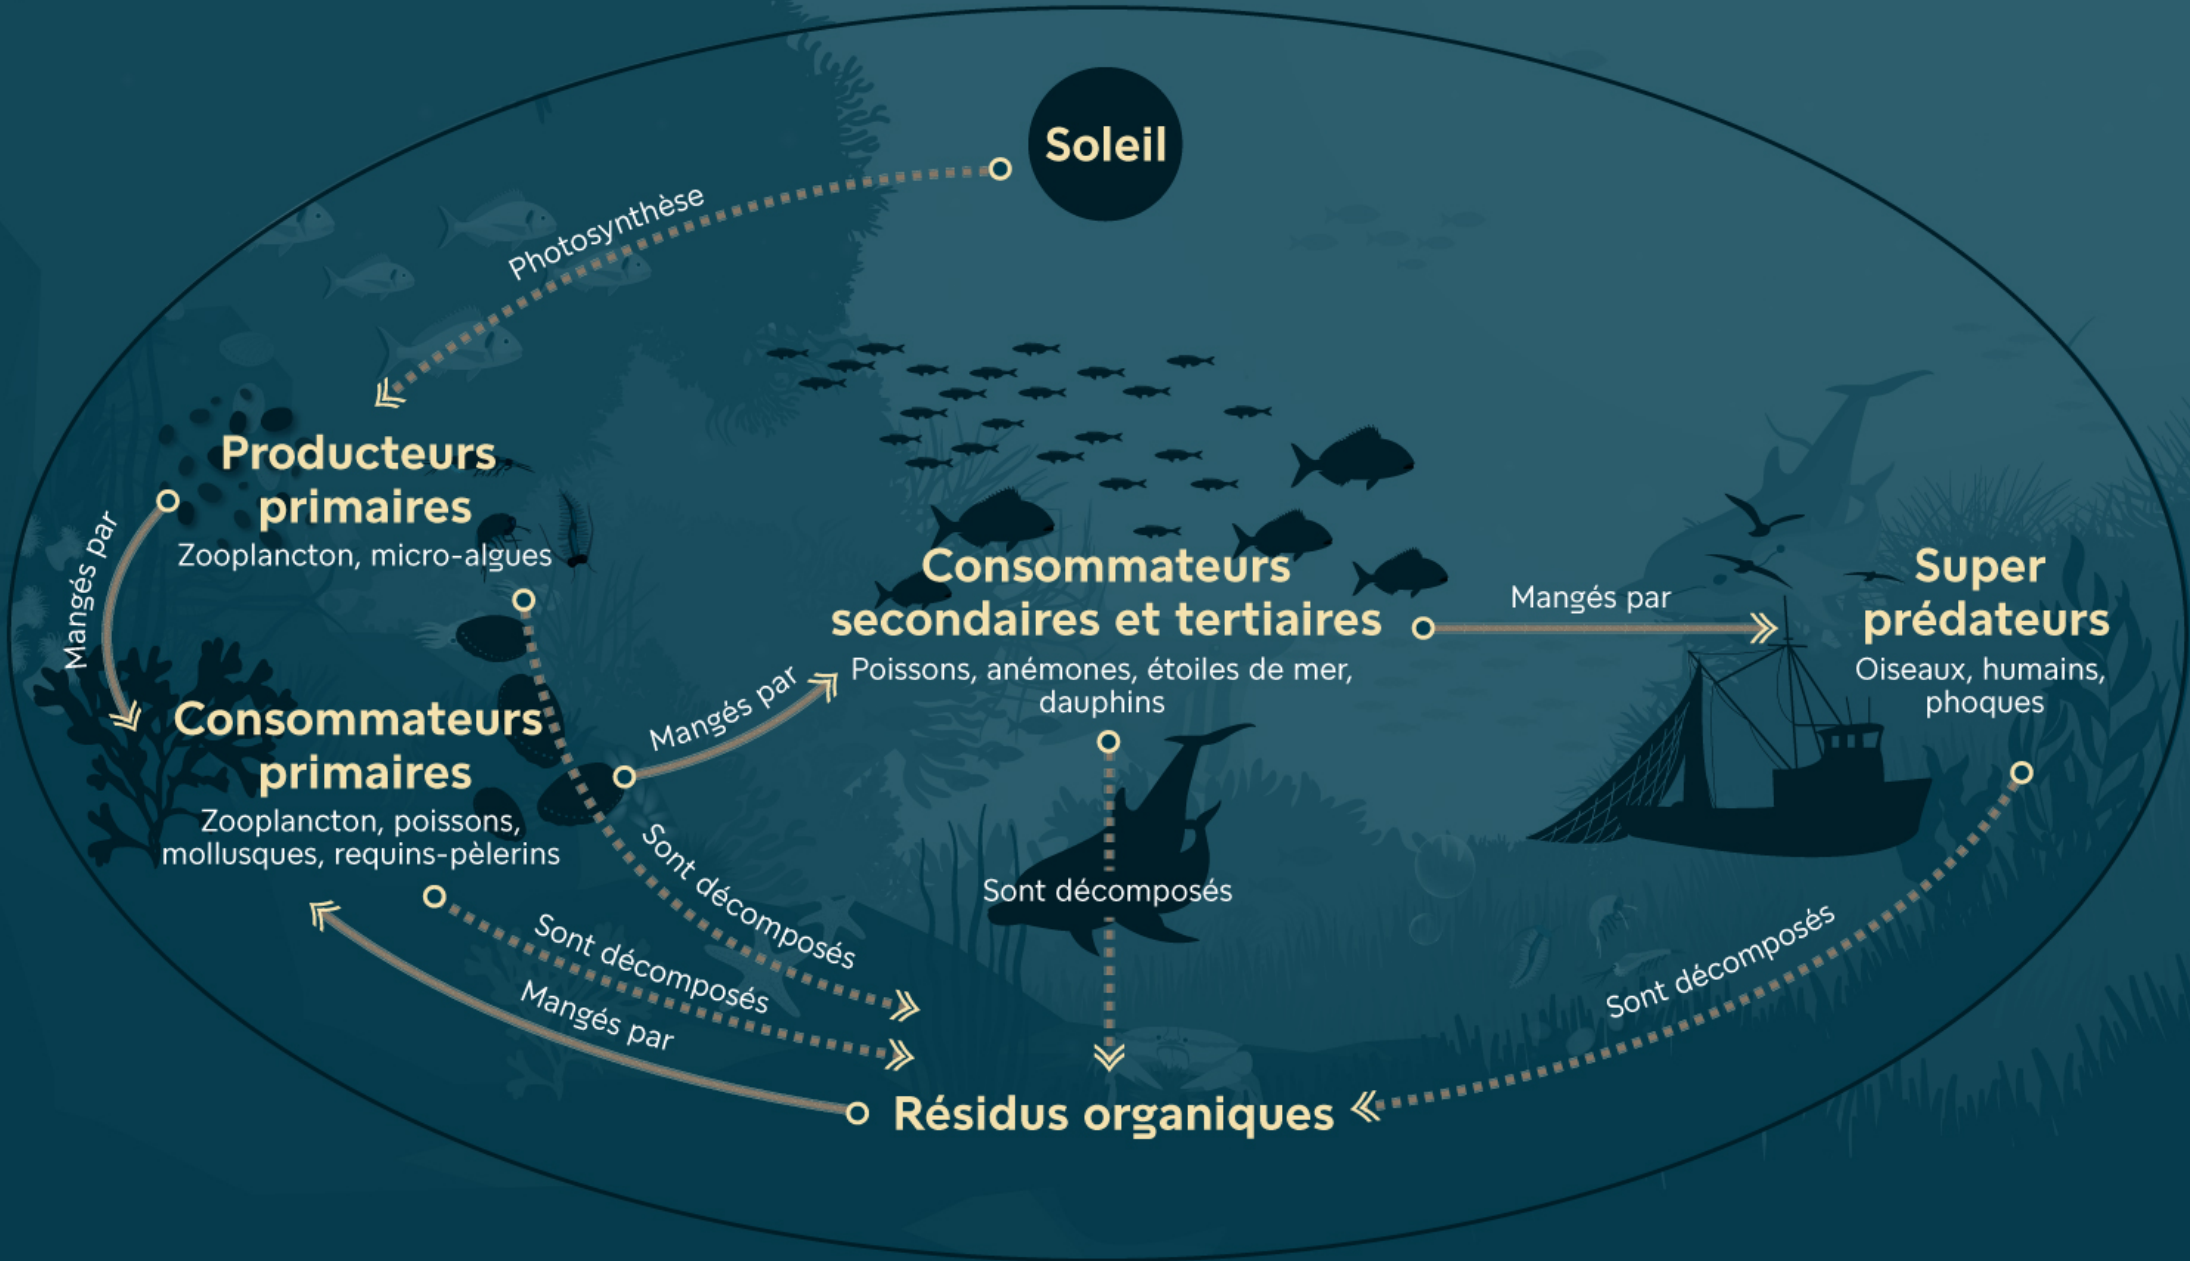 Soleil
Photosynthèse
Producteurs
primaires
Zooplancton, micro-algues
Mangés par
Consommateurs
primaires
Zooplancton, poissons,
mollusques, requins-pèlerins
Mangés par
Consommateurs
secondaires et tertiaires
Poissons, anémones, étoiles de mer,
dauphins
Mangés par
Super
prédateurs
Oiseaux, humains,
phoques
Sont décomposés
Sont décomposés
Mangés par
Sont décomposés
Sont décomposés
Résidus organiques